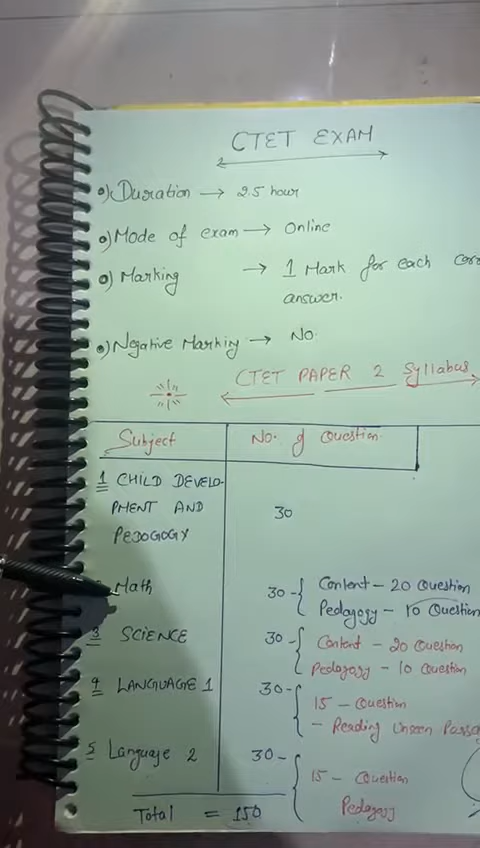 CTET EXAM
•) Duration → 2.5 hour
•) Mode of exam → Online
•) Marking → 1 Mark for each
answer.
•) Negative Marking → No.
CTET PAPER 2 Syllabus
Subject No. of Question
1 CHILD DEVELO-
PMENT AND
PEDOGOGY 30
Math 30 - { Content - 20 Question
Pedagogy - 10 Question
3 SCIENCE 30 - { Content - 20 Question
Pedagogy - 10 Question
4 LANGUAGE 1 30 - { 15 - Question
- Reading Unseen
5 Language 2 30 - { 15 - Question
Pedagogy
Total = 150